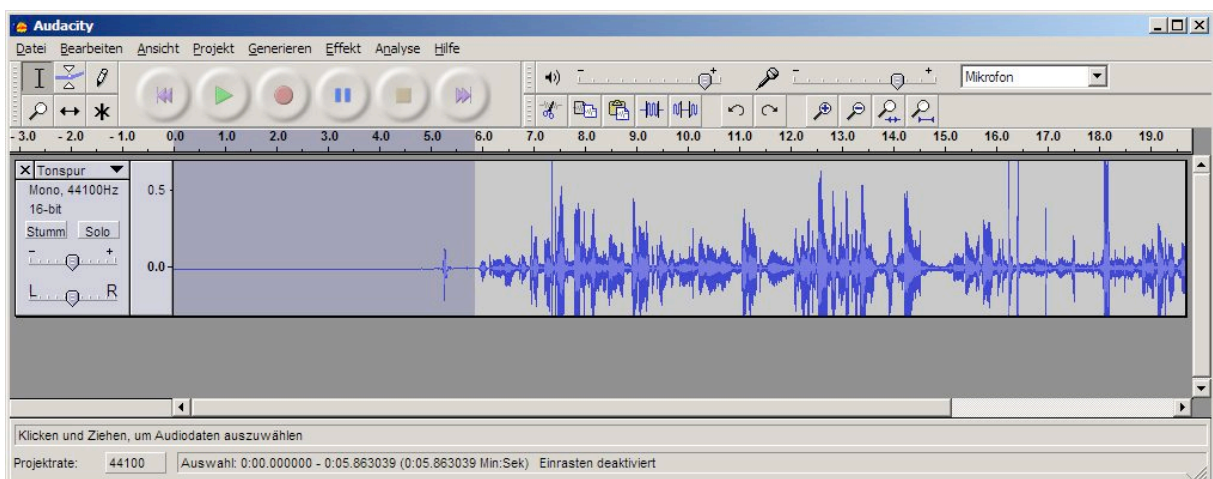 Audacity
Datei Bearbeiten Ansicht Projekt Generieren Effekt Analyse Hilfe
Mikrofon
- 3.0 - 2.0 - 1.0 0.0 1.0 2.0 3.0 4.0 5.0 6.0 7.0 8.0 9.0 10.0 11.0 12.0 13.0 14.0 15.0 16.0 17.0 18.0 19.0
Tonspur
Mono, 44100Hz
16-bit
Stumm Solo
- +
L R
0.5
0.0
Klicken und Ziehen, um Audiodaten auszuwählen
Projektrate: 44100 Auswahl: 0:00.000000 - 0:05.863039 (0:05.863039 Min:Sek) Einrasten deaktiviert